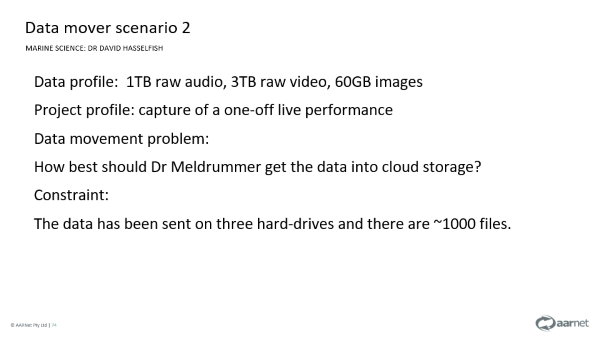 Data mover scenario 2
MARINE SCIENCE: DR DAVID HASSELFISH
Data profile: 1TB raw audio, 3TB raw video, 60GB images
Project profile: capture of a one-off live performance
Data movement problem:
How best should Dr Meldrummer get the data into cloud storage?
Constraint:
The data has been sent on three hard-drives and there are ~1000 files.
© AARNet Pty Ltd |
aarnet